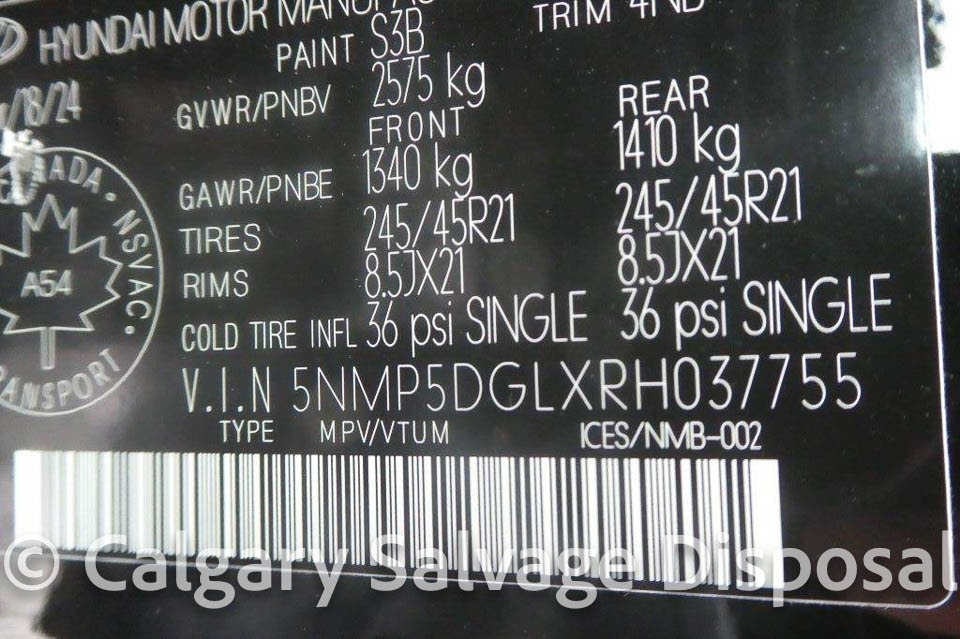 HYUNDAI MOTOR
PAINT S3B TRIM
/18/24
GVWR/PNBV 2575 kg
FRONT REAR
GAWR/PNBE 1340 kg 1410 kg
TIRES 245/45R21 245/45R21
RIMS 8.5JX21 8.5JX21
COLD TIRE INFL 36 psi SINGLE 36 psi SINGLE
V.I.N 5NMP5DGLXRH037755
TYPE MPV/VTUM ICES/NMB-002
NSVAC.
A54
© Calgary Salvage Disposal